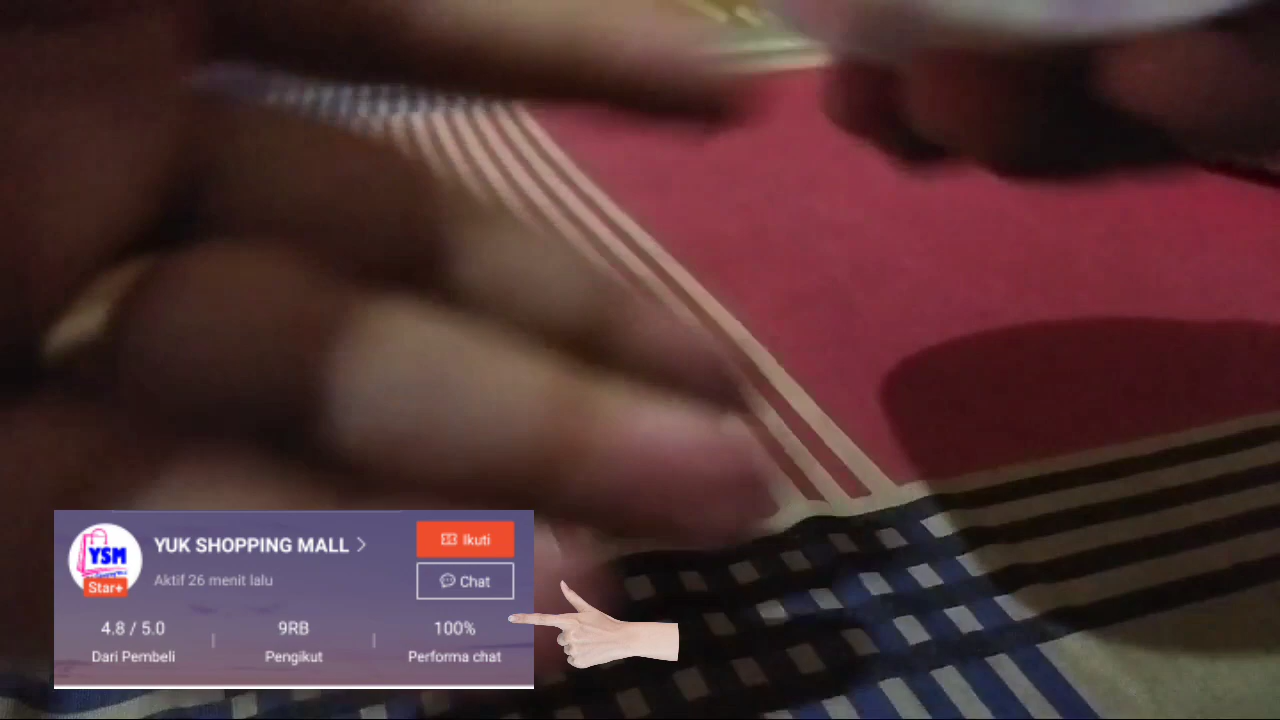 YSM
Star+
YUK SHOPPING MALL
Aktif 26 menit lalu
Ikuti
Chat
4.8 / 5.0
Dari Pembeli
9RB
Pengikut
100%
Performa chat